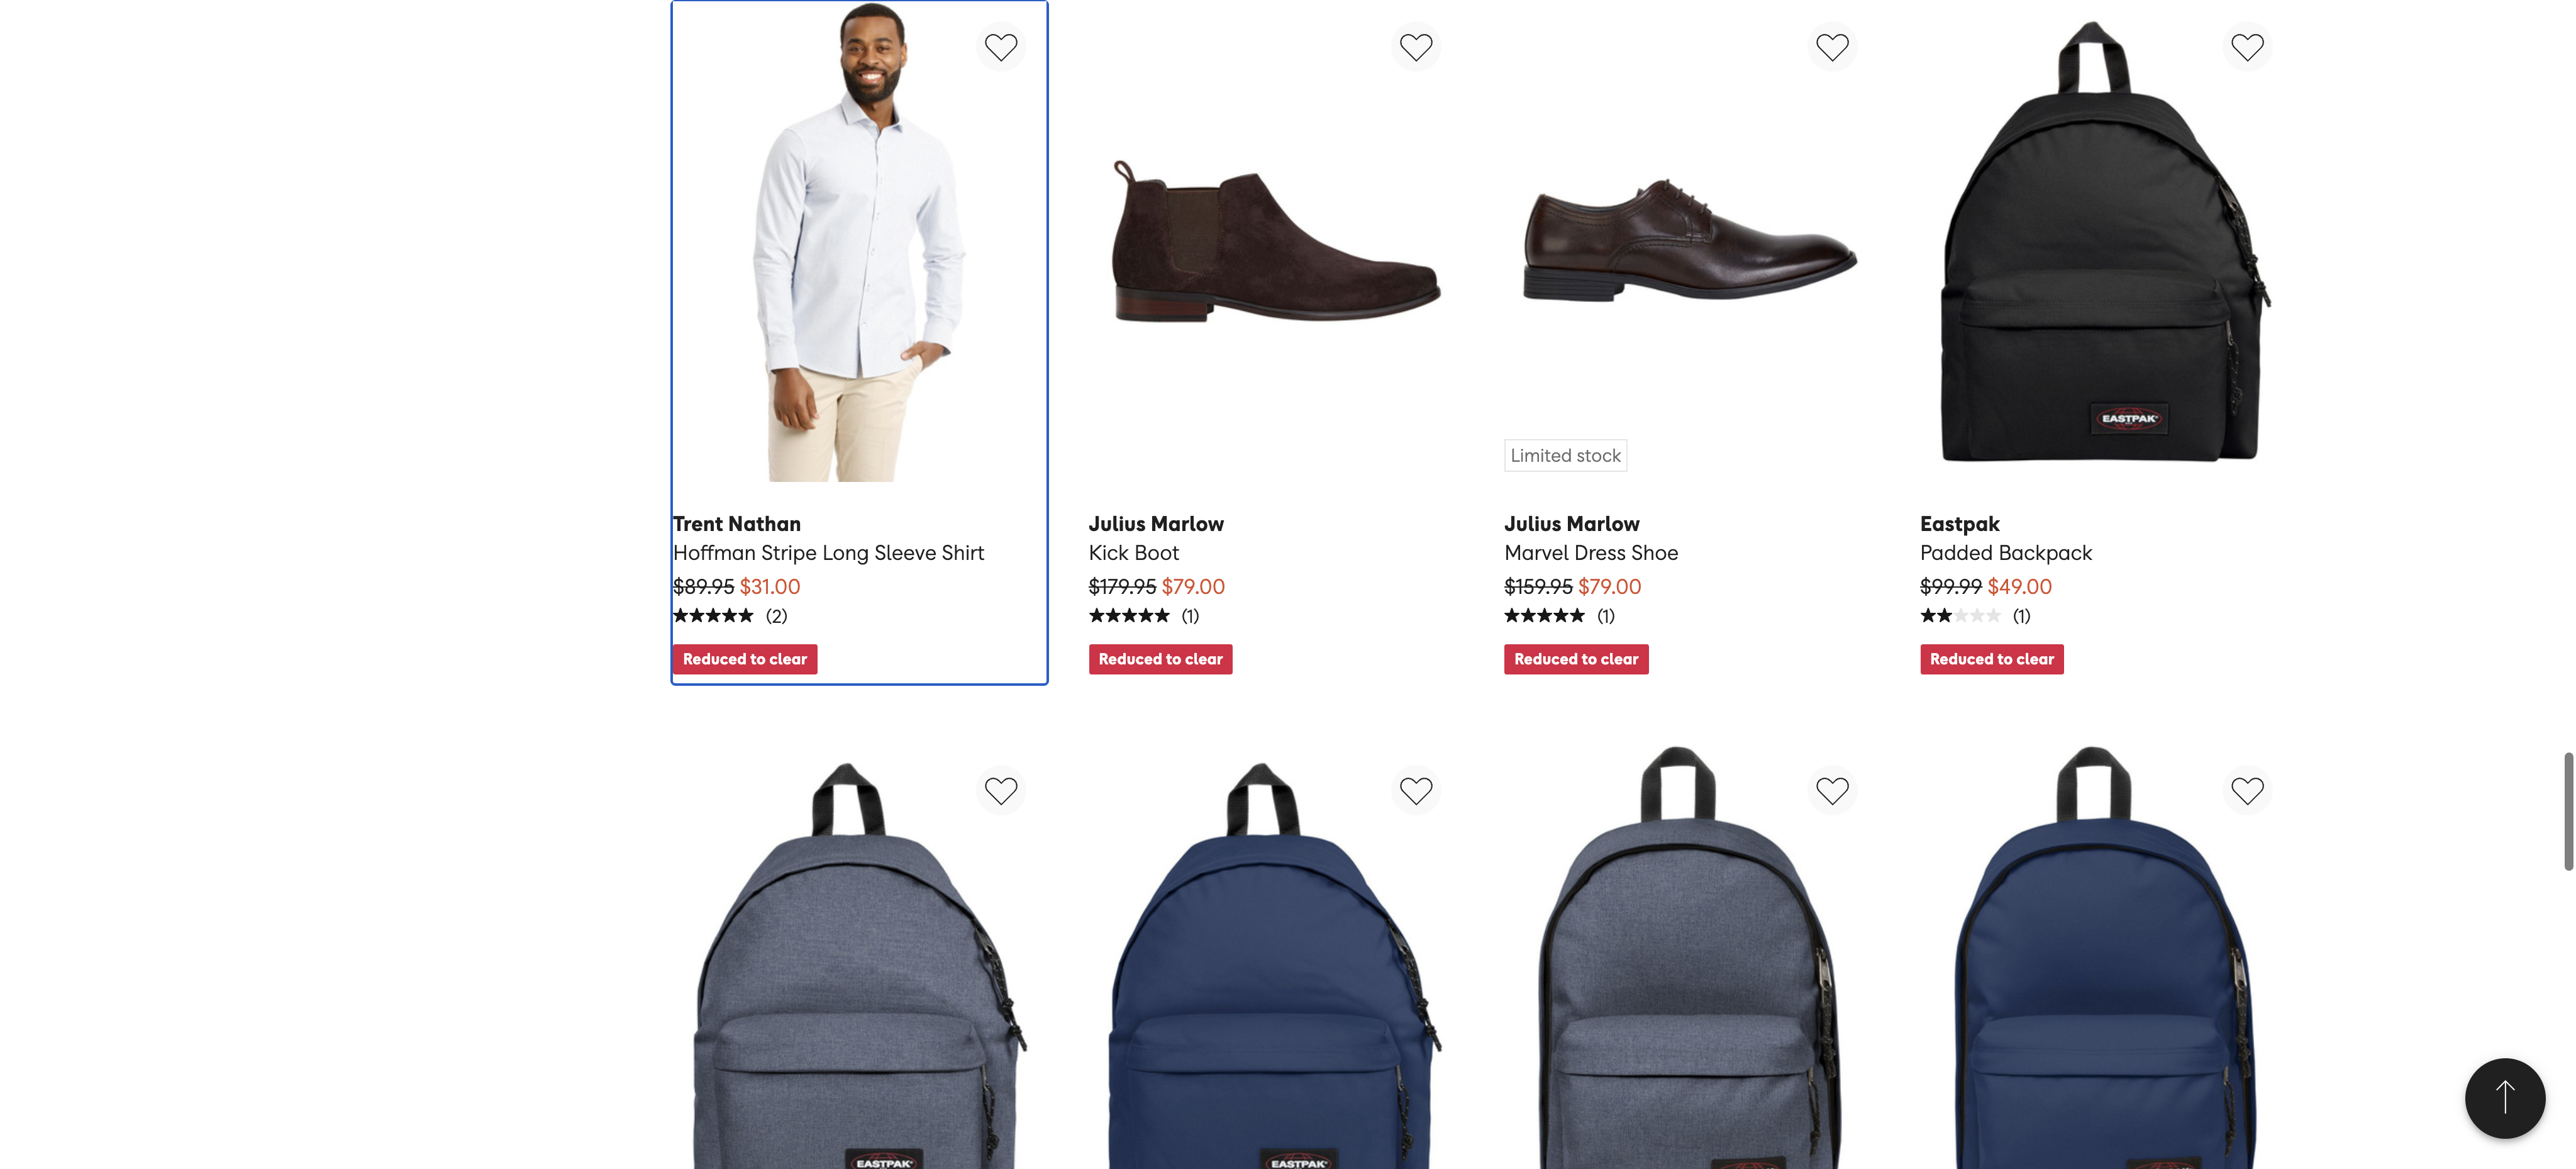 EASTPAK
Limited stock
Trent Nathan
Hoffman Stripe Long Sleeve Shirt
$89.95 $31.00
(2)
Reduced to clear
Julius Marlow
Kick Boot
$179.95 $79.00
(1)
Reduced to clear
Julius Marlow
Marvel Dress Shoe
$159.95 $79.00
(1)
Reduced to clear
Eastpak
Padded Backpack
$99.99 $49.00
(1)
Reduced to clear
EASTPAK
EASTPAK